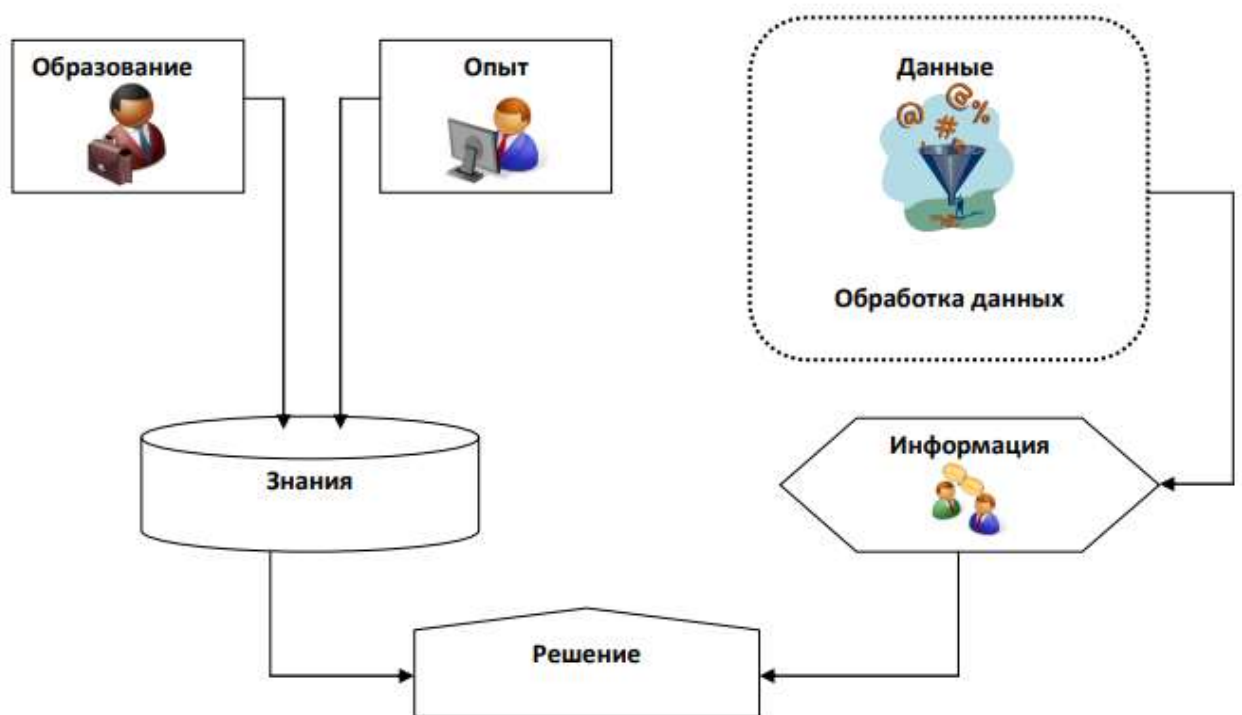 Образование
Опыт
Данные
@ @ # %
Обработка данных
Знания
Информация
Решение